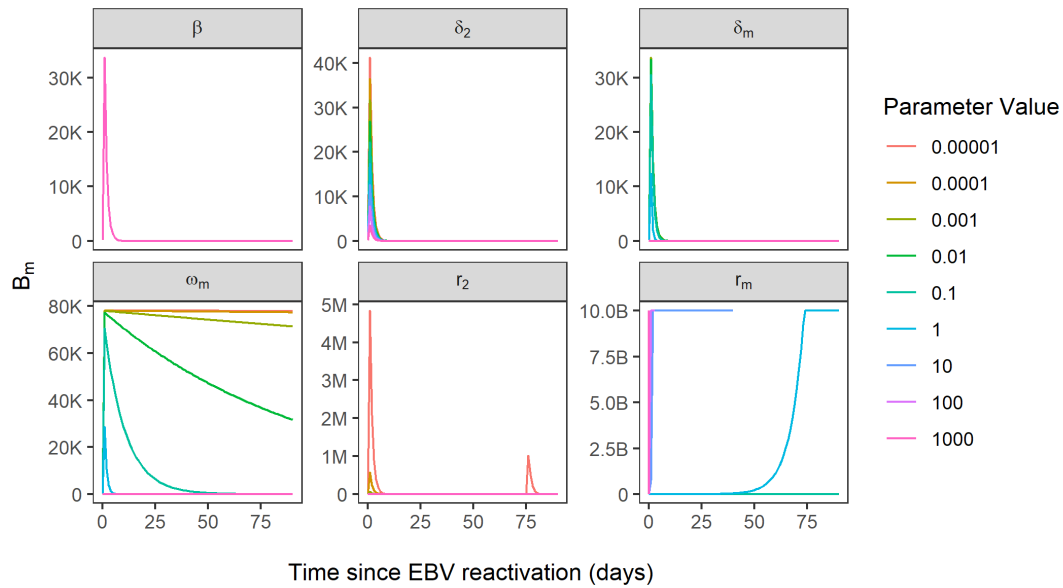 β
δ2
δm
30K
20K
10K
0
40K
30K
20K
10K
0
30K
20K
10K
0
ωm
r2
rm
80K
60K
40K
20K
0
5M
4M
3M
2M
1M
0
10.0B
7.5B
5.0B
2.5B
0
0 25 50 75
0 25 50 75
0 25 50 75
Bm
Time since EBV reactivation (days)
Parameter Value
0.00001
0.0001
0.001
0.01
0.1
1
10
100
1000